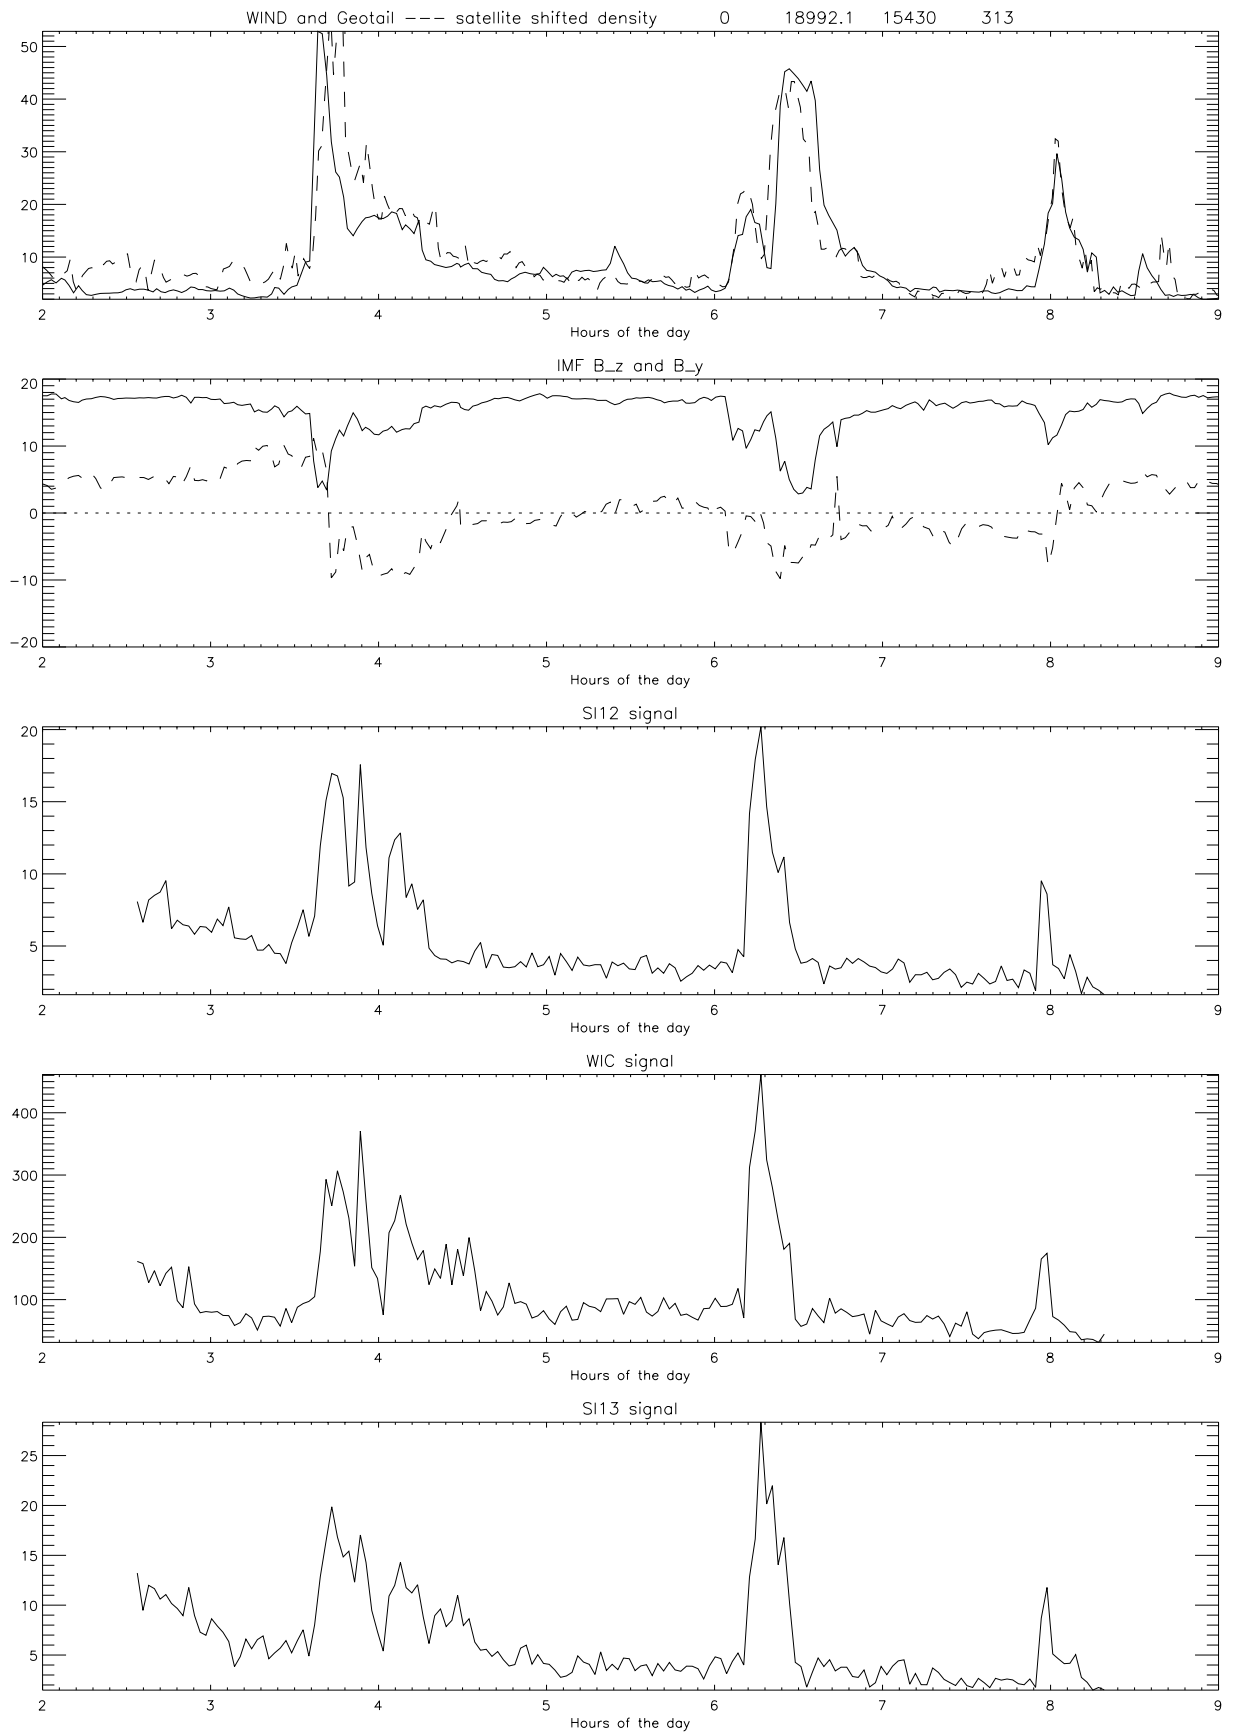 WIND and Geotail --- satellite shifted density 0 18992.1 15430 313
50
40
30
20
10
2 3 4 5 6 7 8 9
Hours of the day
IMF B_z and B_y
20
10
0
-10
-20
2 3 4 5 6 7 8 9
Hours of the day
SI12 signal
20
15
10
5
2 3 4 5 6 7 8 9
Hours of the day
WIC signal
400
300
200
100
2 3 4 5 6 7 8 9
Hours of the day
SI13 signal
25
20
15
10
5
2 3 4 5 6 7 8 9
Hours of the day